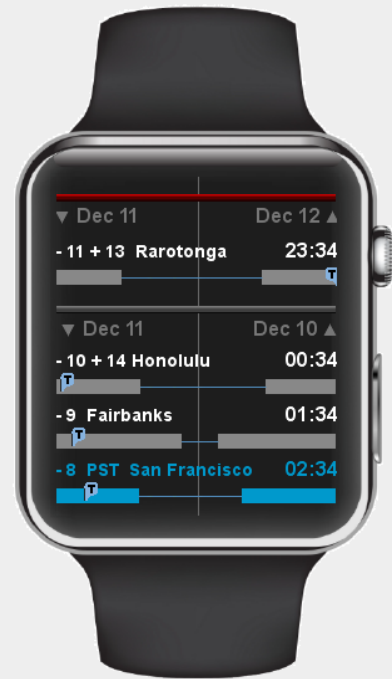 ▼ Dec 11 Dec 12 ▲
- 11 + 13 Rarotonga 23:34
T
▼ Dec 11 Dec 10 ▲
- 10 + 14 Honolulu 00:34
T
- 9 Fairbanks 01:34
T
- 8 PST San Francisco 02:34
T